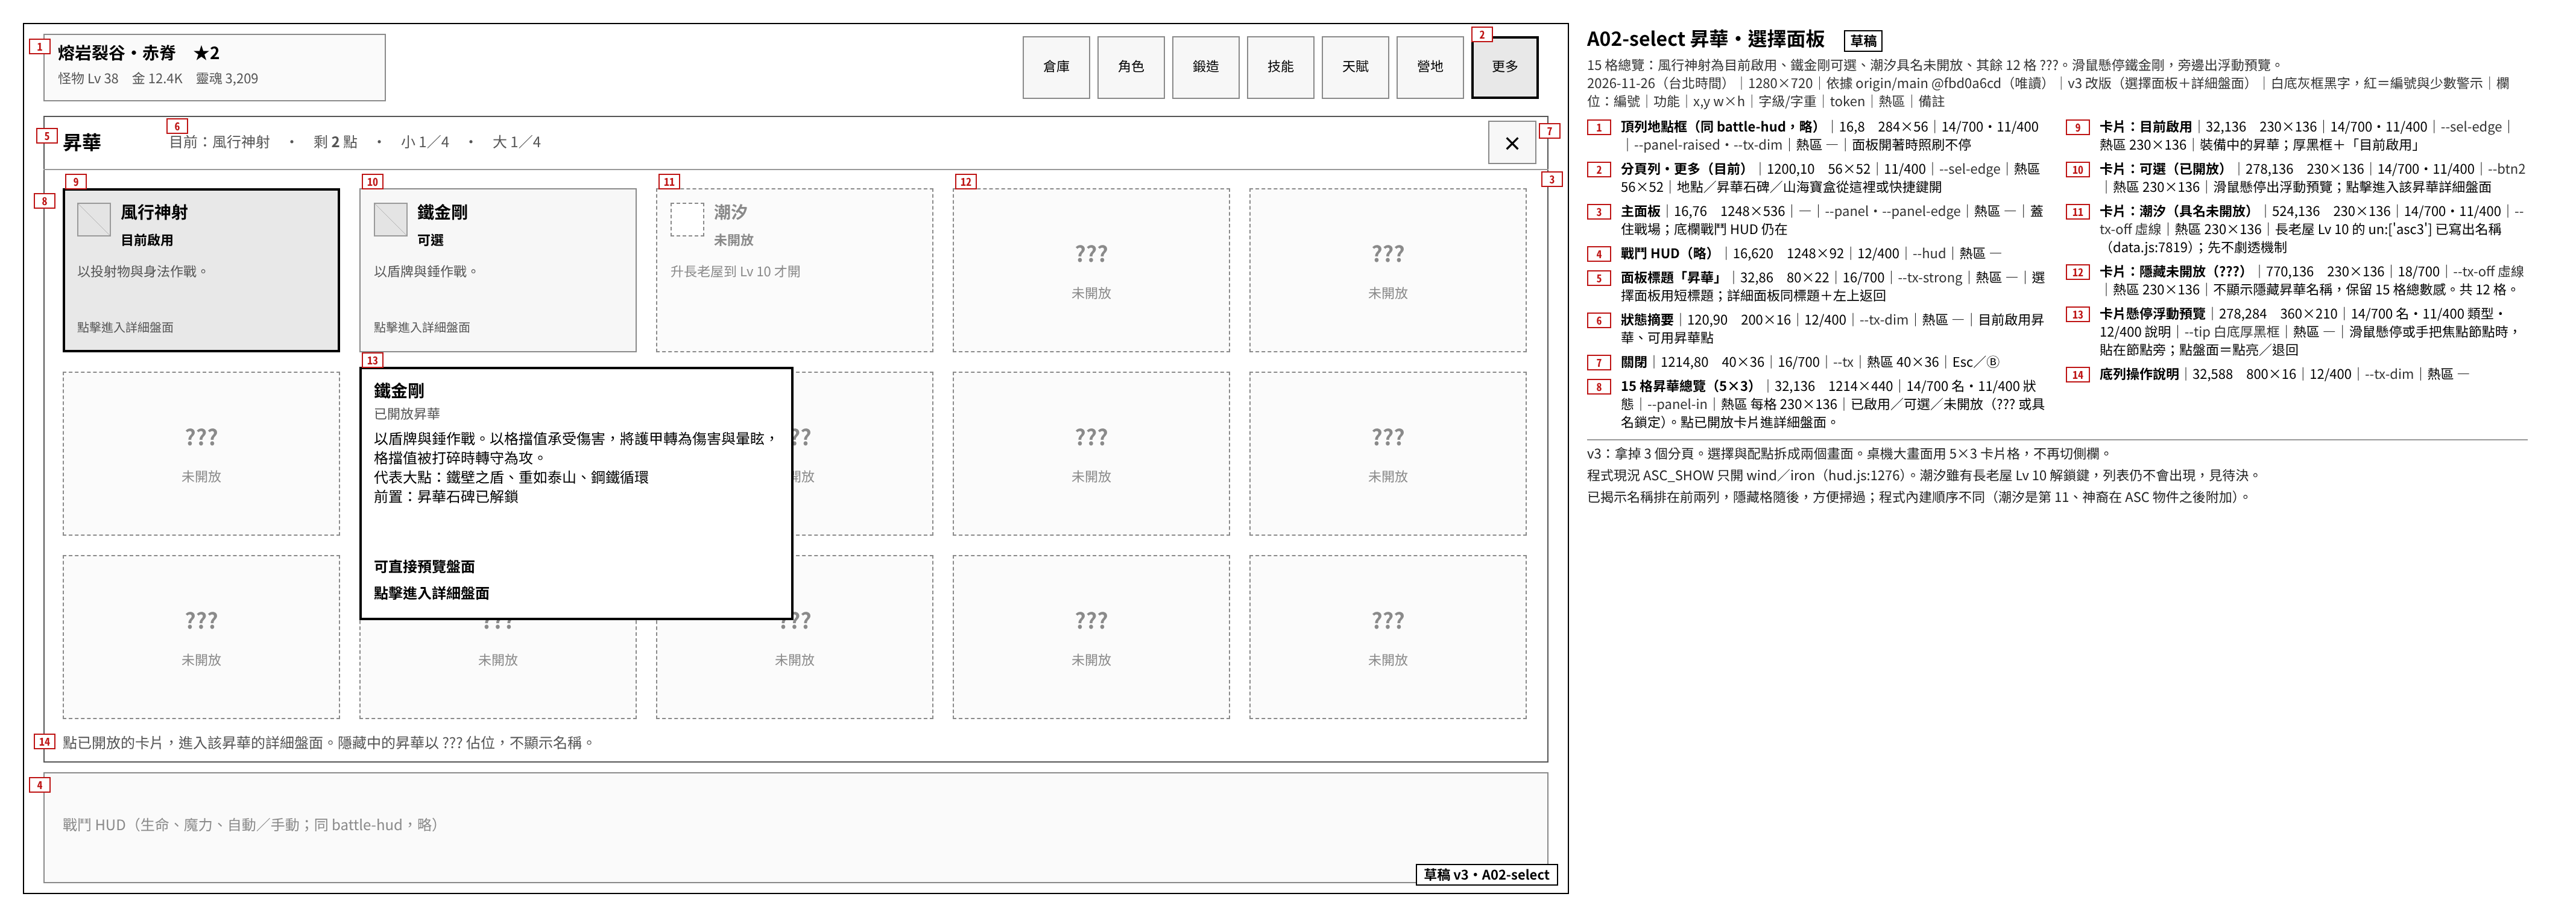 1
熔岩裂谷・赤脊 ★2
怪物 Lv 38 金 12.4K 靈魂 3,209
倉庫
角色
鍛造
技能
天賦
營地
2
更多
5
昇華
6
目前：風行神射 ・ 剩 2 點 ・ 小 1／4 ・ 大 1／4
×
7
3
8
9
風行神射
目前啟用
以投射物與身法作戰。
點擊進入詳細盤面
10
鐵金剛
可選
以盾牌與錘作戰。
點擊進入詳細盤面
11
潮汐
未開放
升長老屋到 Lv 10 才開
12
???
未開放
???
未開放
???
未開放
13
鐵金剛
已開放昇華
以盾牌與錘作戰。以格擋值承受傷害，將護甲轉為傷害與暈眩，
格擋值被打碎時轉守為攻。
代表大點：鐵壁之盾、重如泰山、鋼鐵循環
前置：昇華石碑已解鎖
可直接預覽盤面
點擊進入詳細盤面
??
開放
???
未開放
???
未開放
???
未開放
???
未開放
???
未開放
???
未開放
???
未開放
14
點已開放的卡片，進入該昇華的詳細盤面。隱藏中的昇華以 ??? 佔位，不顯示名稱。
4
戰鬥 HUD（生命、魔力、自動／手動；同 battle-hud，略）
草稿 v3・A02-select
A02-select 昇華・選擇面板 草稿
15 格總覽：風行神射為目前啟用、鐵金剛可選、潮汐具名未開放、其餘 12 格 ???。滑鼠懸停鐵金剛，旁邊出浮動預覽。
2026-11-26（台北時間）｜1280×720｜依據 origin/main @fbd0a6cd（唯讀）｜v3 改版（選擇面板＋詳細盤面）｜白底灰框黑字，紅＝編號與少數警示｜欄
位：編號｜功能｜x,y w×h｜字級/字重｜token｜熱區｜備註
1 頂列地點框（同 battle-hud，略）｜16,8 284×56｜14/700・11/400
｜--panel-raised・--tx-dim｜熱區 —｜面板開著時照刷不停
2 分頁列・更多（目前）｜1200,10 56×52｜11/400｜--sel-edge｜熱區
56×52｜地點／昇華石碑／山海寶盒從這裡或快捷鍵開
3 主面板｜16,76 1248×536｜—｜--panel・--panel-edge｜熱區 —｜蓋
住戰場；底欄戰鬥 HUD 仍在
4 戰鬥 HUD（略）｜16,620 1248×92｜12/400｜--hud｜熱區 —
5 面板標題「昇華」｜32,86 80×22｜16/700｜--tx-strong｜熱區 —｜選
擇面板用短標題；詳細面板同標題＋左上返回
6 狀態摘要｜120,90 200×16｜12/400｜--tx-dim｜熱區 —｜目前啟用昇
華、可用昇華點
7 關閉｜1214,80 40×36｜16/700｜--tx｜熱區 40×36｜Esc／Ⓑ
8 15 格昇華總覽（5×3）｜32,136 1214×440｜14/700 名・11/400 狀
態｜--panel-in｜熱區 每格 230×136｜已啟用／可選／未開放（??? 或具
名鎖定）。點已開放卡片進詳細盤面。
9 卡片：目前啟用｜32,136 230×136｜14/700・11/400｜--sel-edge｜
熱區 230×136｜裝備中的昇華；厚黑框＋「目前啟用」
10 卡片：可選（已開放）｜278,136 230×136｜14/700・11/400｜--btn2
｜熱區 230×136｜滑鼠懸停出浮動預覽；點擊進入該昇華詳細盤面
11 卡片：潮汐（具名未開放）｜524,136 230×136｜14/700・11/400｜--
tx-off 虛線｜熱區 230×136｜長老屋 Lv 10 的 un:['asc3'] 已寫出名稱
（data.js:7819）；先不劇透機制
12 卡片：隱藏未開放（???）｜770,136 230×136｜18/700｜--tx-off 虛線
｜熱區 230×136｜不顯示隱藏昇華名稱，保留 15 格總數感。共 12 格。
13 卡片懸停浮動預覽｜278,284 360×210｜14/700 名・11/400 類型・
12/400 說明｜--tip 白底厚黑框｜熱區 —｜滑鼠懸停或手把焦點節點時，
貼在節點旁；點盤面＝點亮／退回
14 底列操作說明｜32,588 800×16｜12/400｜--tx-dim｜熱區 —
v3：拿掉 3 個分頁。選擇與配點拆成兩個畫面。桌機大畫面用 5×3 卡片格，不再切側欄。
程式現況 ASC_SHOW 只開 wind／iron（hud.js:1276）。潮汐雖有長老屋 Lv 10 解鎖鍵，列表仍不會出現，見待決。
已揭示名稱排在前兩列，隱藏格隨後，方便掃過；程式內建順序不同（潮汐是第 11、神裔在 ASC 物件之後附加）。